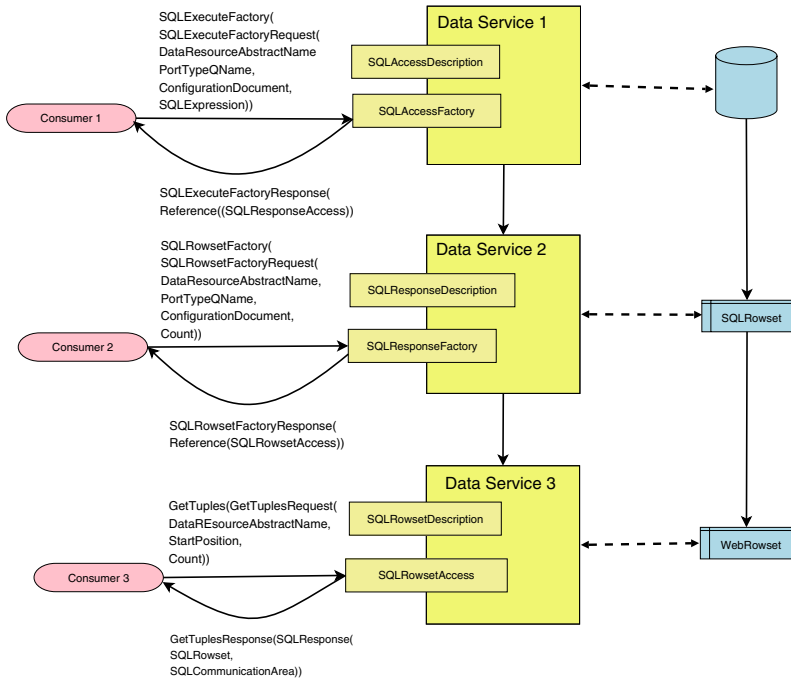 SQLExecuteFactory(
SQLExecuteFactoryRequest(
DataResourceAbstractName
PortTypeQName,
ConfigurationDocument,
SQLExpression))
Data Service 1
SQLAccessDescription
SQLAccessFactory
Consumer 1
SQLExecuteFactoryResponse(
Reference((SQLResponseAccess))
SQLRowsetFactory(
SQLRowsetFactoryRequest(
DataResourceAbstractName,
PortTypeQName,
ConfigurationDocument,
Count))
Data Service 2
SQLResponseDescription
SQLResponseFactory
SQLRowset
Consumer 2
SQLRowsetFactoryResponse(
Reference(SQLRowsetAccess))
Data Service 3
GetTuples(GetTuplesRequest(
DataREsourceAbstractName,
StartPosition,
Count))
SQLRowsetDescription
SQLRowsetAccess
WebRowset
Consumer 3
GetTuplesResponse(SQLResponse(
SQLRowset,
SQLCommunicationArea))